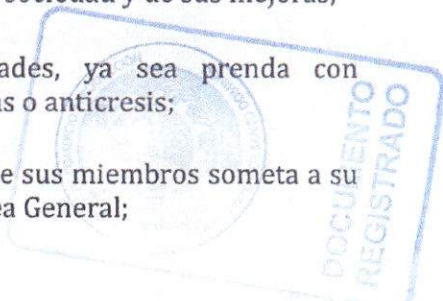 sociedad y de sus mejoras,
ades, ya sea prenda con
as o anticresis;
e sus miembros someta a su
ea General;
DOCUMENTO
REGISTRADO